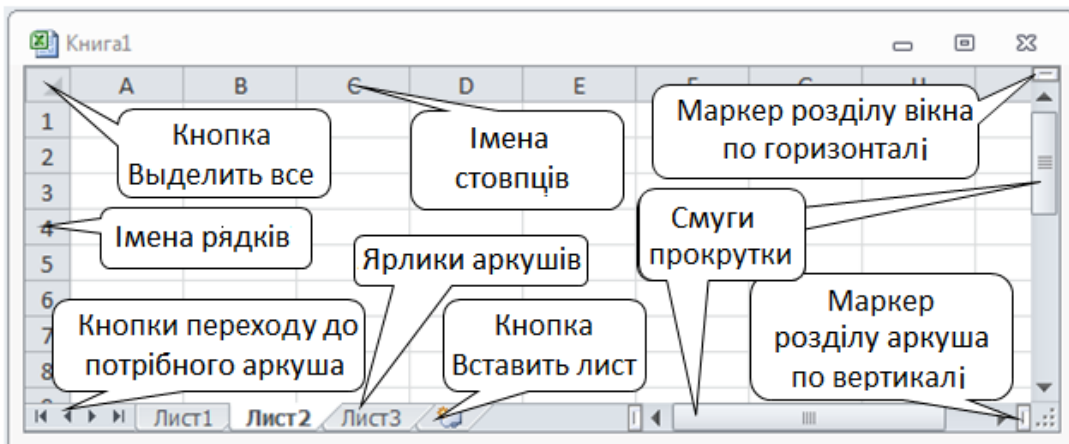 Книга1
A B C D E F G H
1
Кнопка
Выделить все
Імена
стовпців
Маркер розділу вікна
по горизонталі
2
3
4
Імена рядків
Смуги
прокрутки
5
Ярлики аркушів
6
Кнопки переходу до
потрібного аркуша
Кнопка
Вставить лист
Маркер
розділу аркуша
по вертикалі
7
8
Лист1 Лист2 Лист3